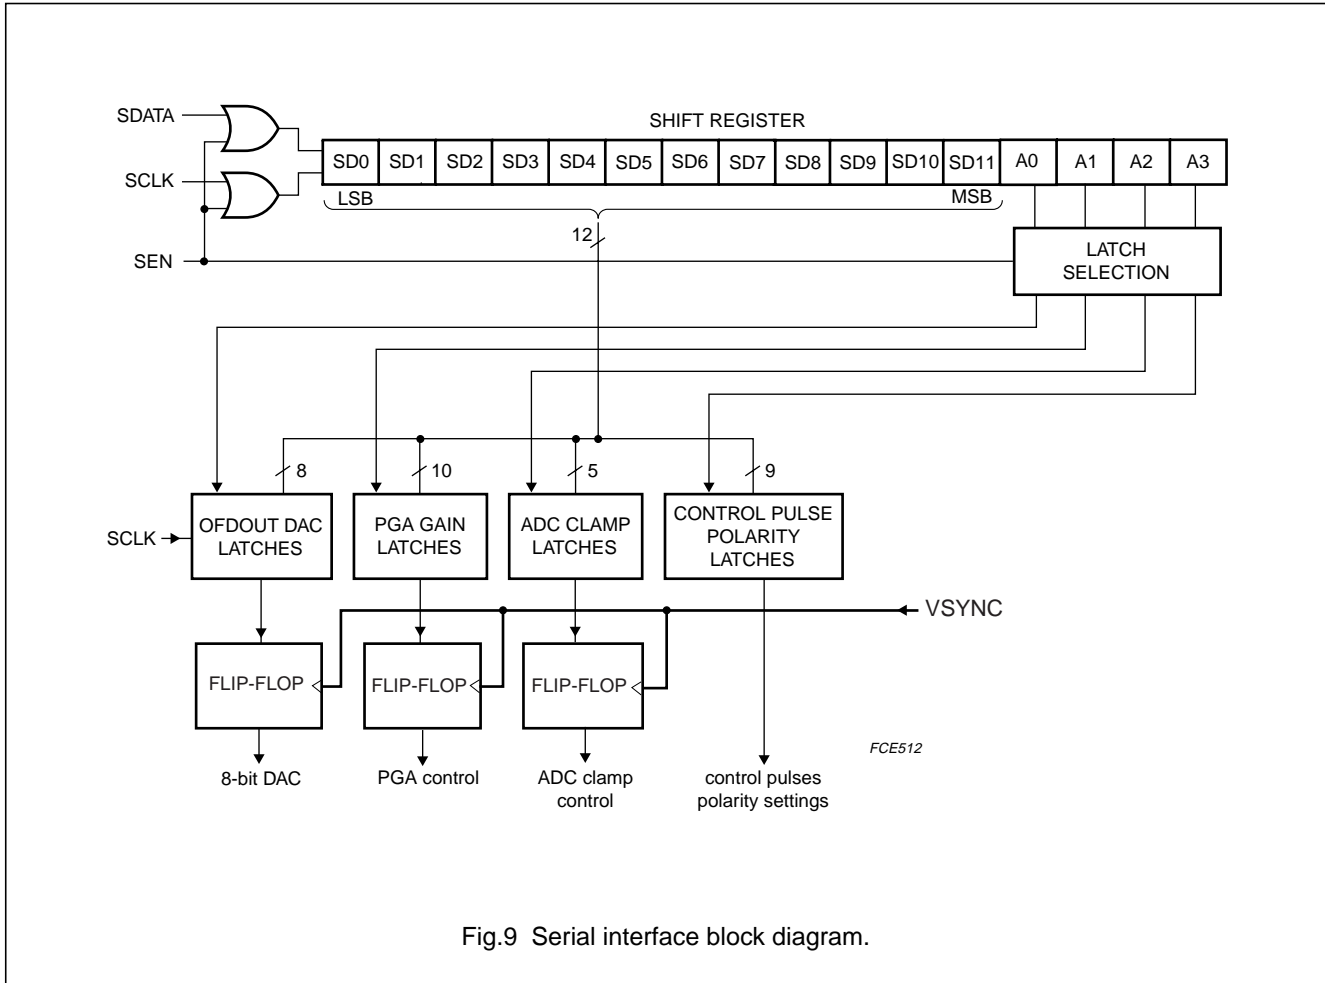 SDATA
SHIFT REGISTER
SD0 SD1 SD2 SD3 SD4 SD5 SD6 SD7 SD8 SD9 SD10 SD11 A0 A1 A2 A3
SCLK
LSB MSB
12
SEN
LATCH
SELECTION
8 10 5 9
OFDOUT DAC
LATCHES
PGA GAIN
LATCHES
ADC CLAMP
LATCHES
CONTROL PULSE
POLARITY
LATCHES
SCLK
VSYNC
FLIP-FLOP FLIP-FLOP FLIP-FLOP
FCE512
8-bit DAC
PGA control
ADC clamp
control
control pulses
polarity settings
Fig.9 Serial interface block diagram.